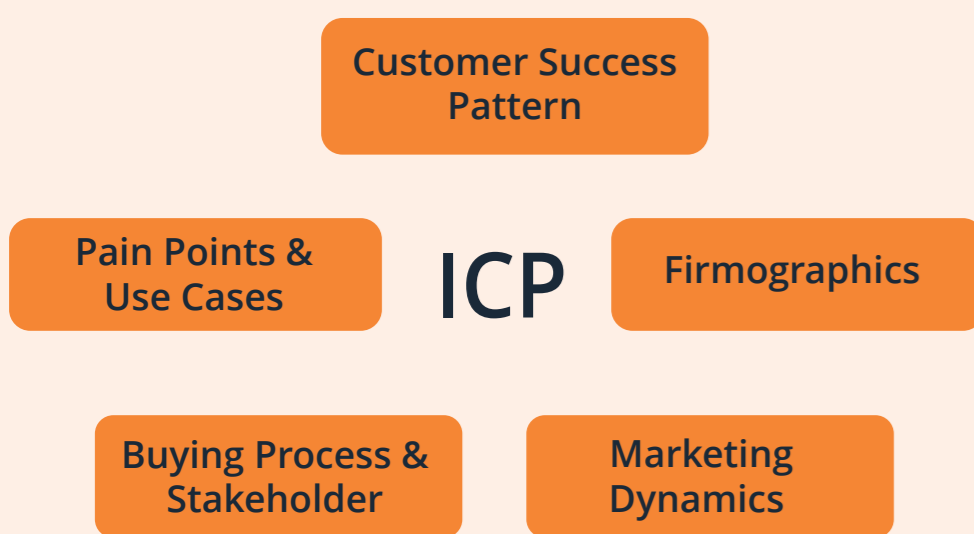 Customer Success
Pattern
Pain Points &
Use Cases
ICP
Firmographics
Buying Process &
Stakeholder
Marketing
Dynamics